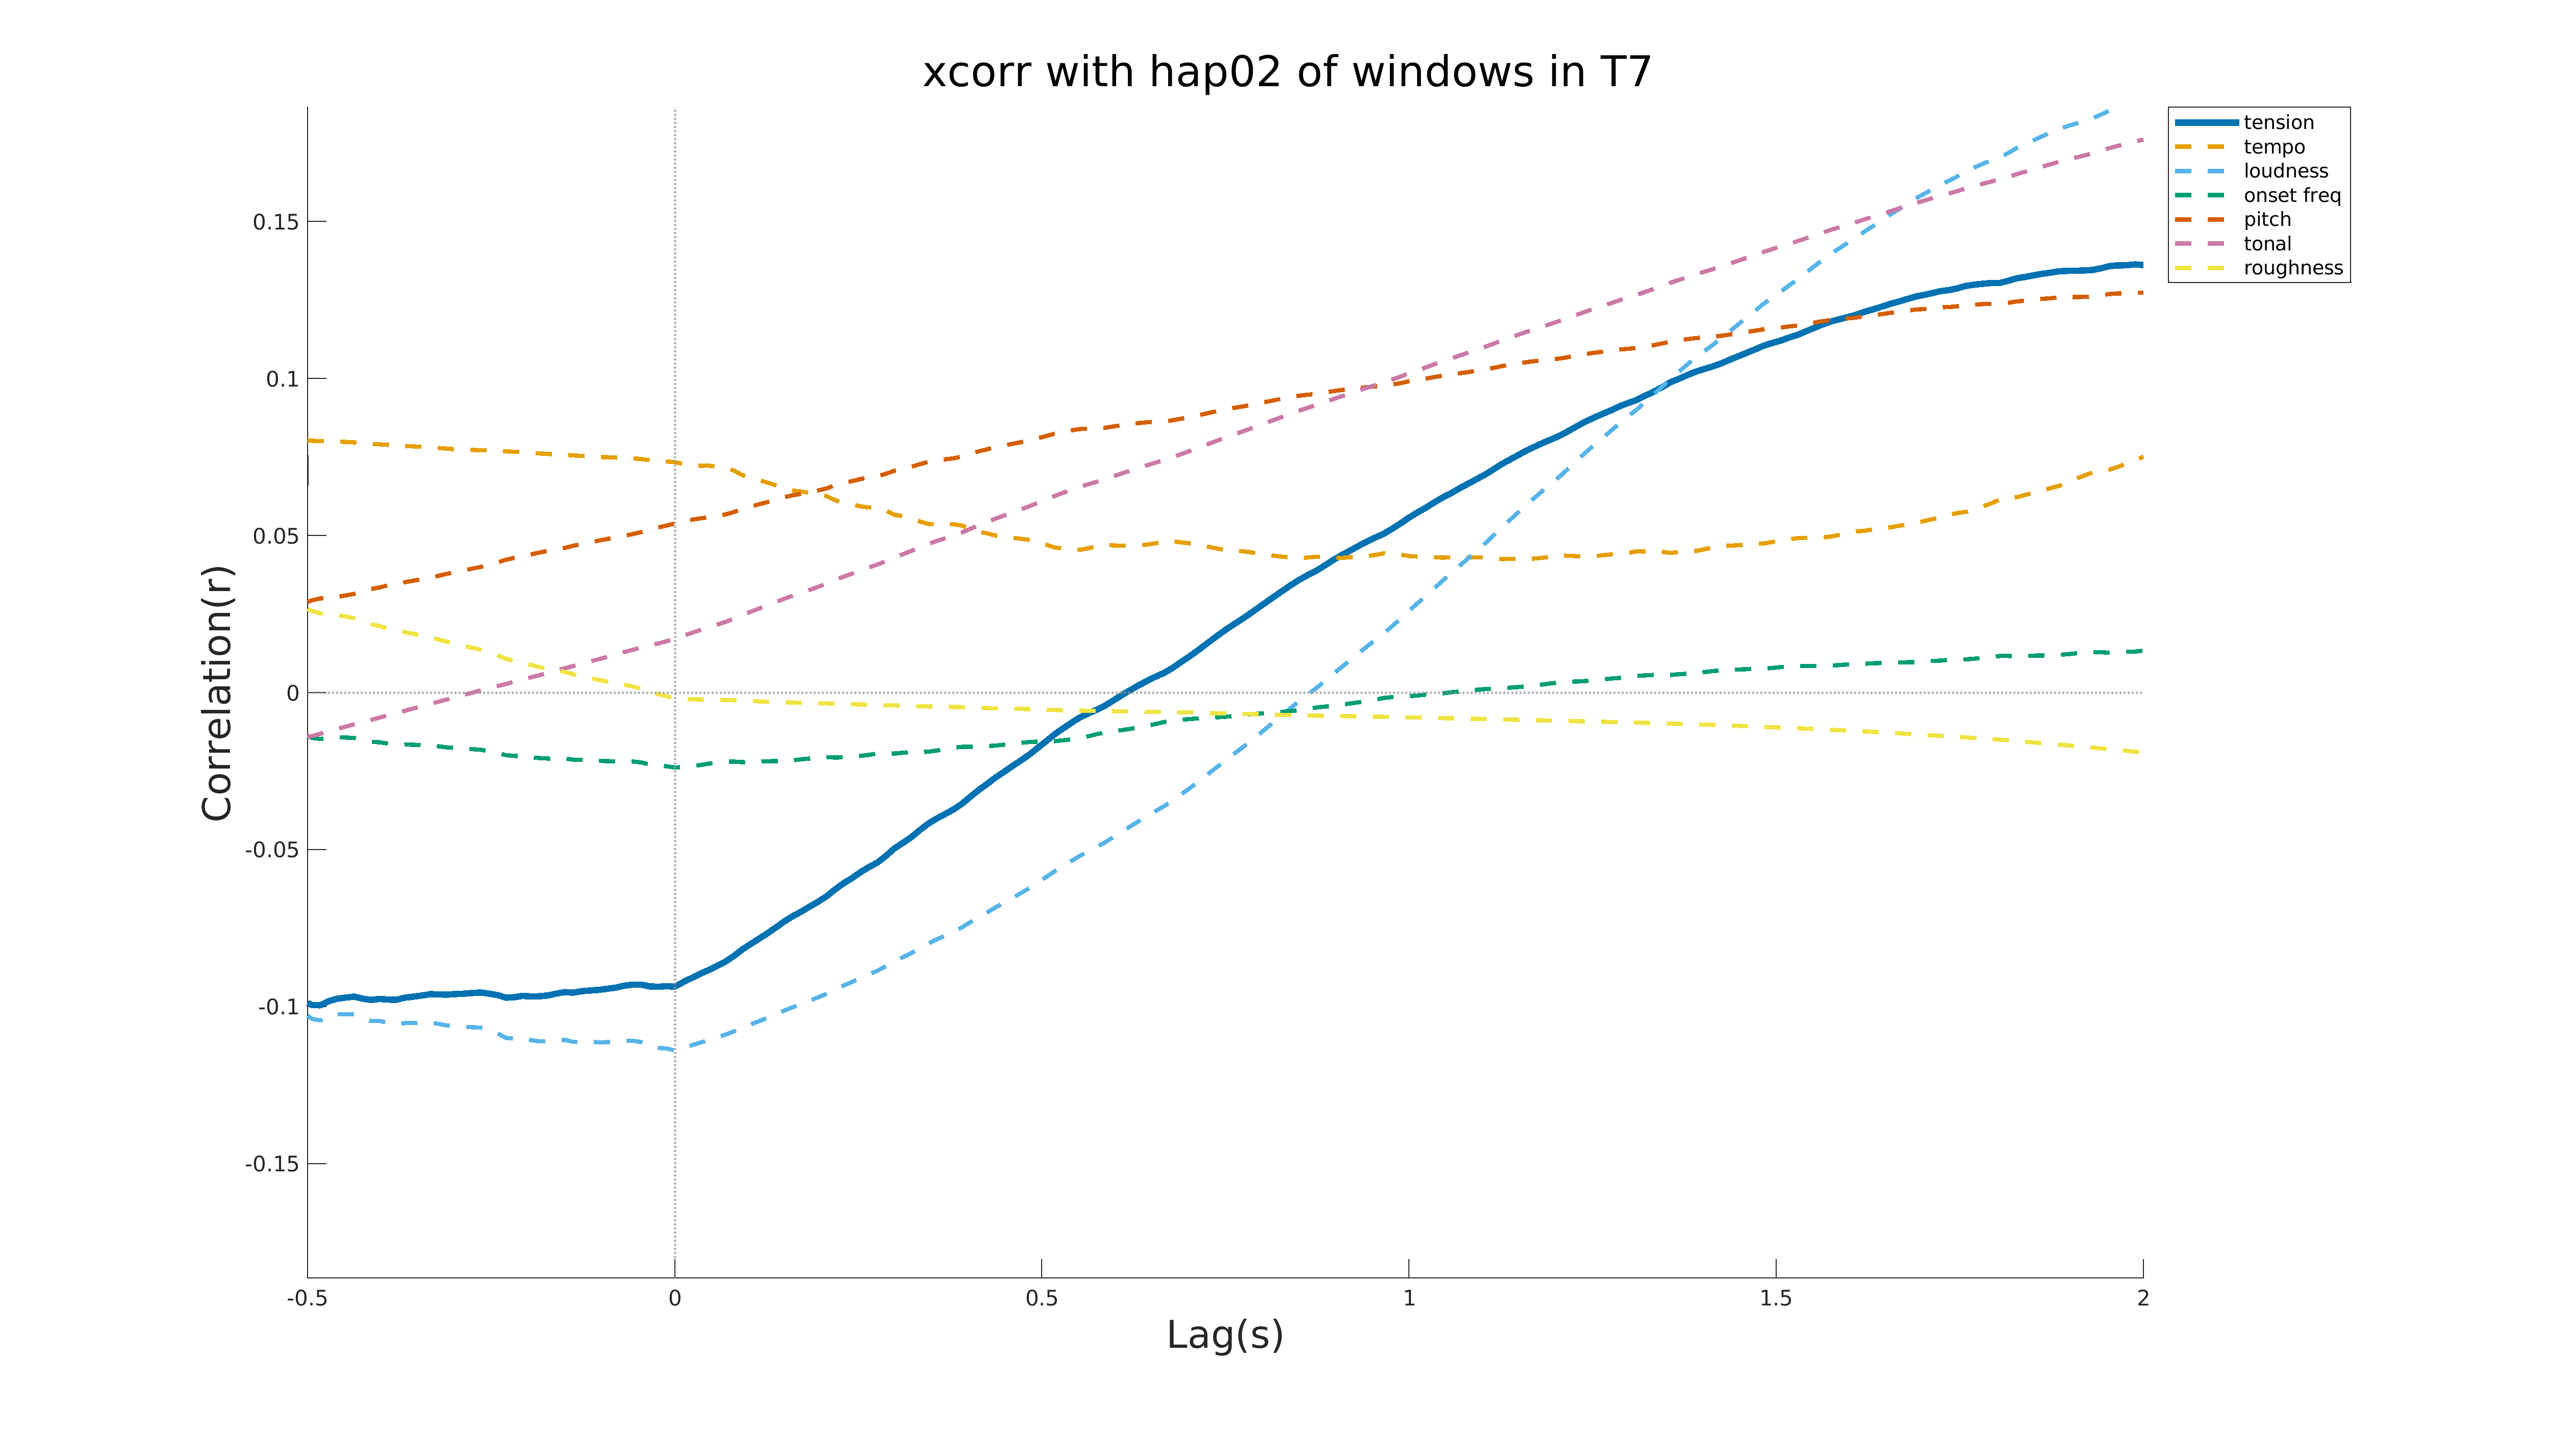 xcorr with hap02 of windows in T7
tension
tempo
loudness
onset freq
pitch
tonal
roughness
0.15
0.1
0.05
0
-0.05
-0.1
-0.15
Correlation(r)
-0.5
0
0.5
1
1.5
2
Lag(s)